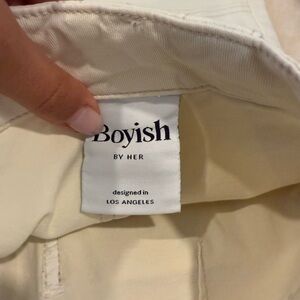 Boyish
BY HER
designed in
LOS ANGELES